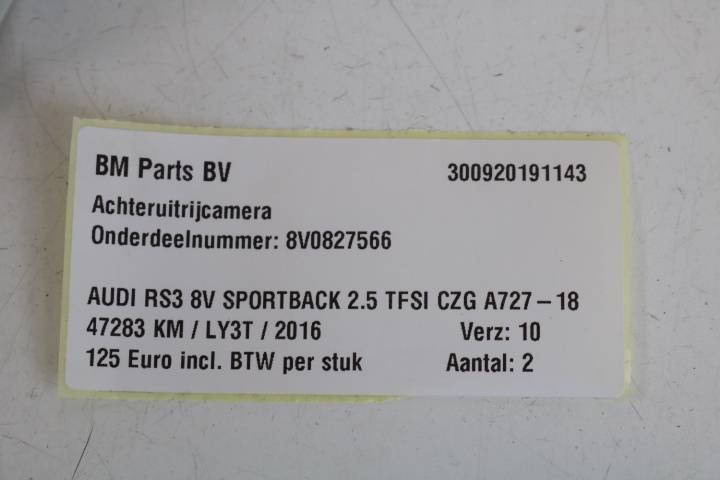 BM Parts BV 300920191143
Achteruitrijcamera
Onderdeelnummer: 8V0827566
AUDI RS3 8V SPORTBACK 2.5 TFSI CZG A727-18
47283 KM / LY3T / 2016 Verz: 10
125 Euro incl. BTW per stuk Aantal: 2